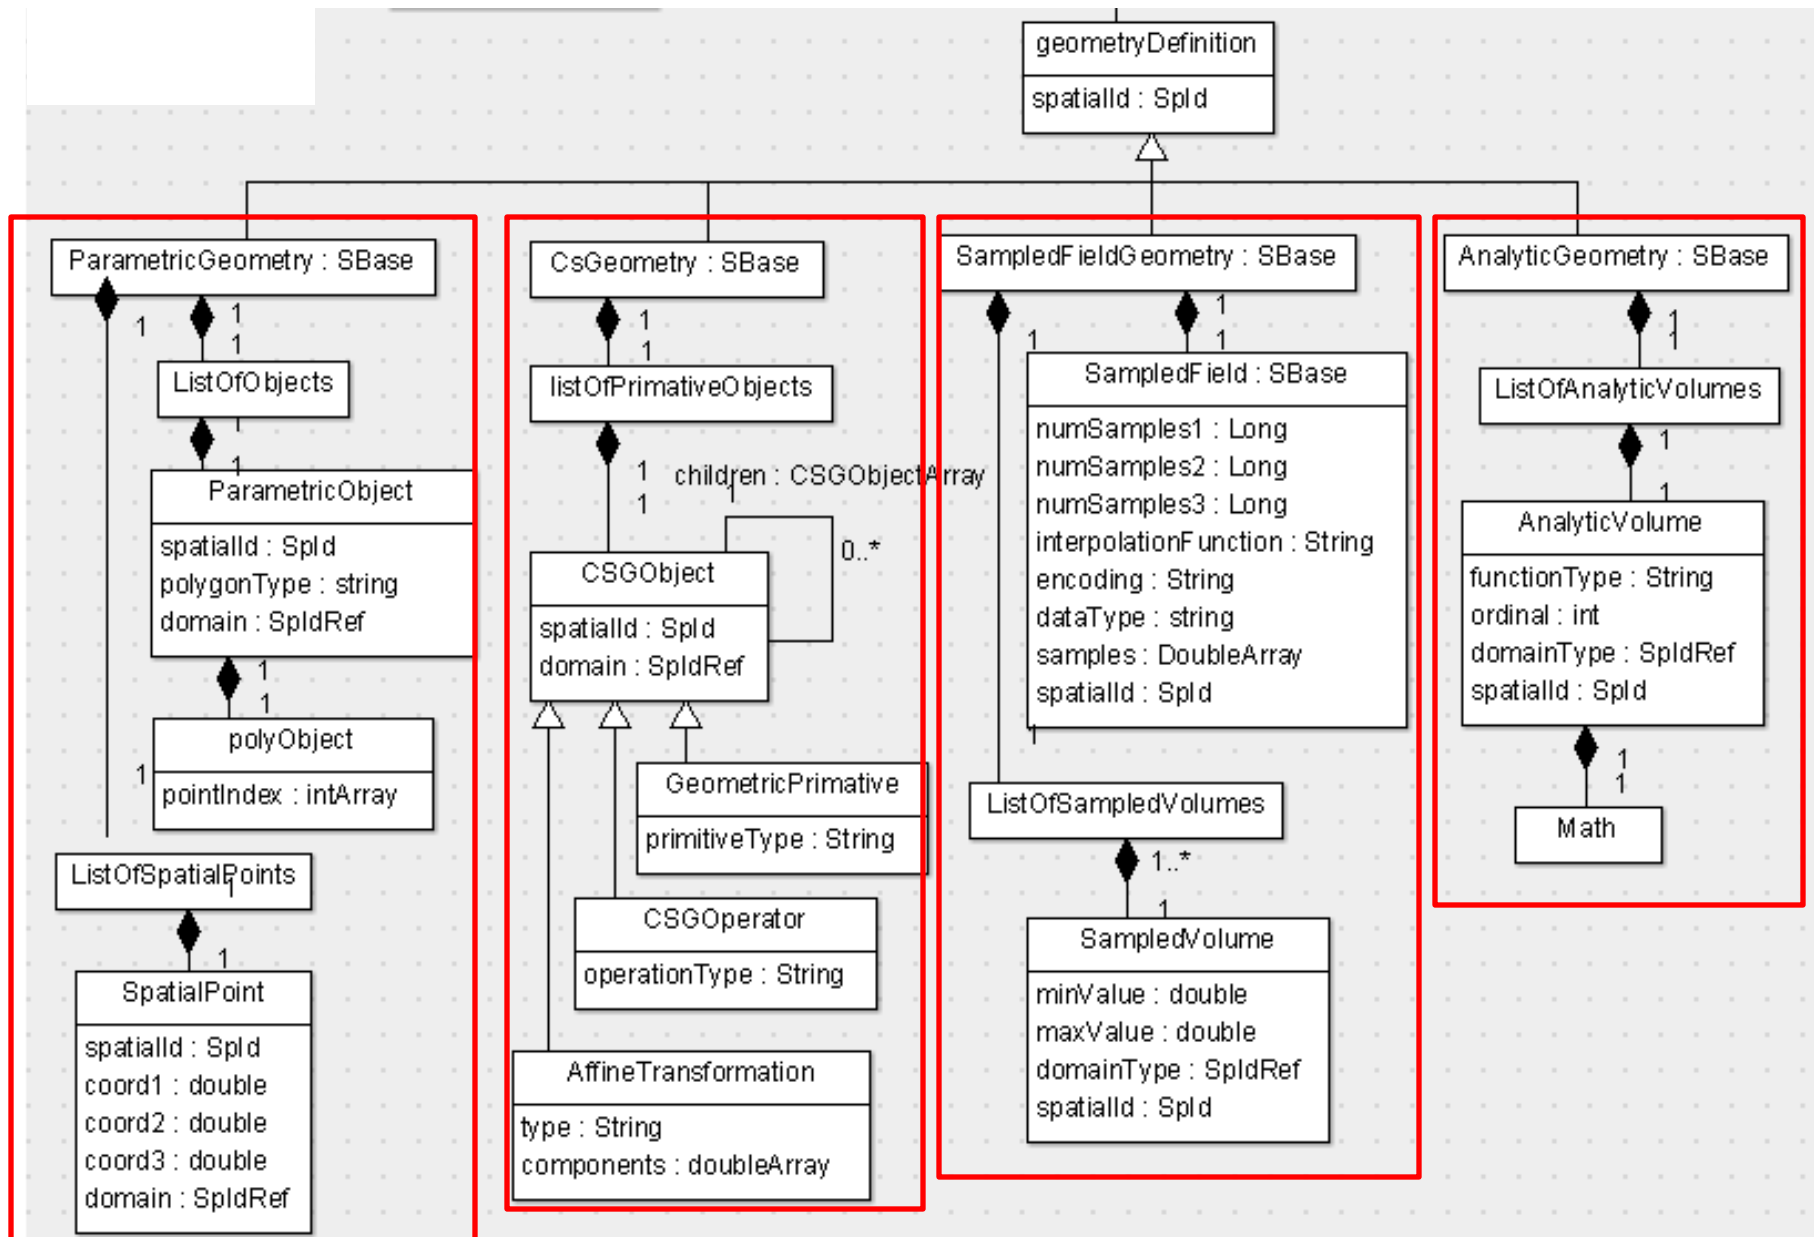 geometryDefinition
spatialId : SpId
ParametricGeometry : SBase
1
1
1
ListOfObjects
1
1
ParametricObject
spatialId : SpId
polygonType : string
domain : SpIdRef
1
1
polyObject
pointIndex : intArray
1
ListOfSpatialPoints
1
1
SpatialPoint
spatialId : SpId
coord1 : double
coord2 : double
coord3 : double
domain : SpIdRef
CsGeometry : SBase
1
1
listOfPrimativeObjects
1
1
children : CSGObjectArray
1
0..*
CSGObject
spatialId : SpId
domain : SpIdRef
GeometricPrimative
primitiveType : String
CSGOperator
operationType : String
AffineTransformation
type : String
components : doubleArray
SampledFieldGeometry : SBase
1
1
1
SampledField : SBase
numSamples1 : Long
numSamples2 : Long
numSamples3 : Long
interpolationFunction : String
encoding : String
dataType : string
samples : DoubleArray
spatialId : SpId
1
ListOfSampledVolumes
1..*
1
SampledVolume
minValue : double
maxValue : double
domainType : SpIdRef
spatialId : SpId
AnalyticGeometry : SBase
1
1
ListOfAnalyticVolumes
1
1
AnalyticVolume
functionType : String
ordinal : int
domainType : SpIdRef
spatialId : SpId
1
1
Math